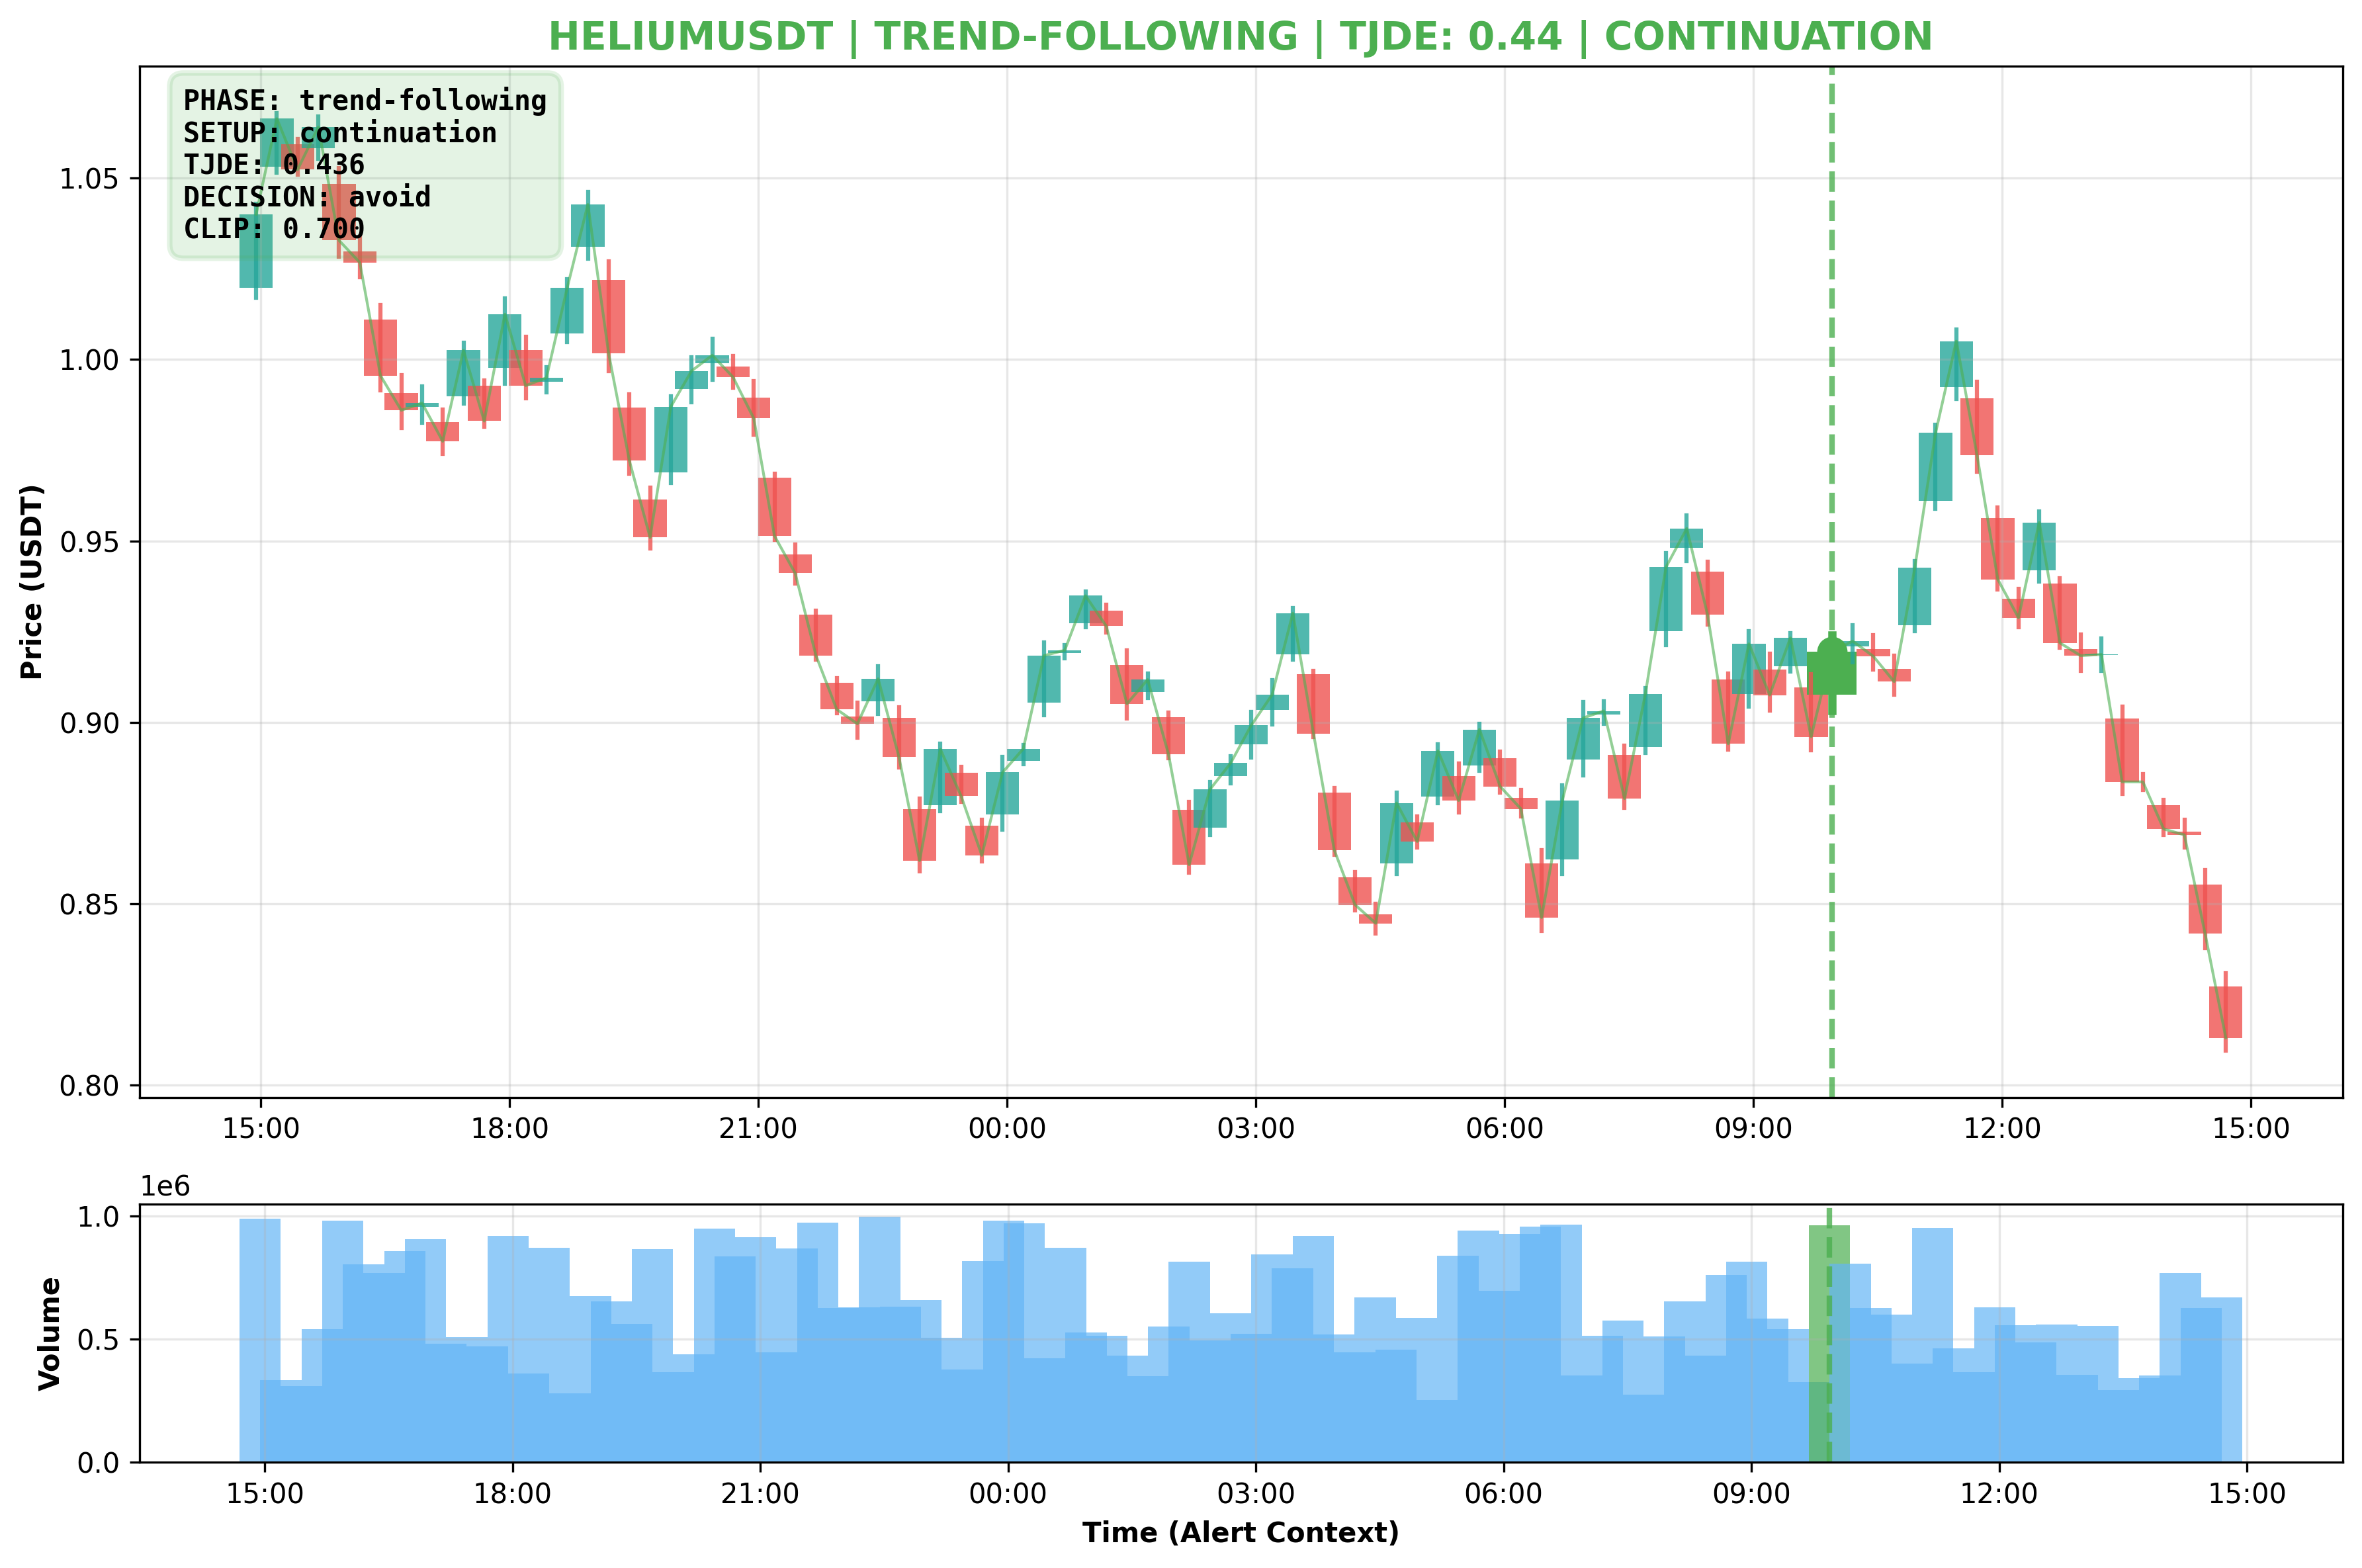 HELIUMUSDT | TREND-FOLLOWING | TJDE: 0.44 | CONTINUATION
PHASE: trend-following
SETUP: continuation
TJDE: 0.436
DECISION: avoid
CLIP: 0.700
Price (USDT)
1.05
1.00
0.95
0.90
0.85
0.80
15:00 18:00 21:00 00:00 03:00 06:00 09:00 12:00 15:00
1e6
Volume
1.0
0.5
0.0
15:00 18:00 21:00 00:00 03:00 06:00 09:00 12:00 15:00
Time (Alert Context)